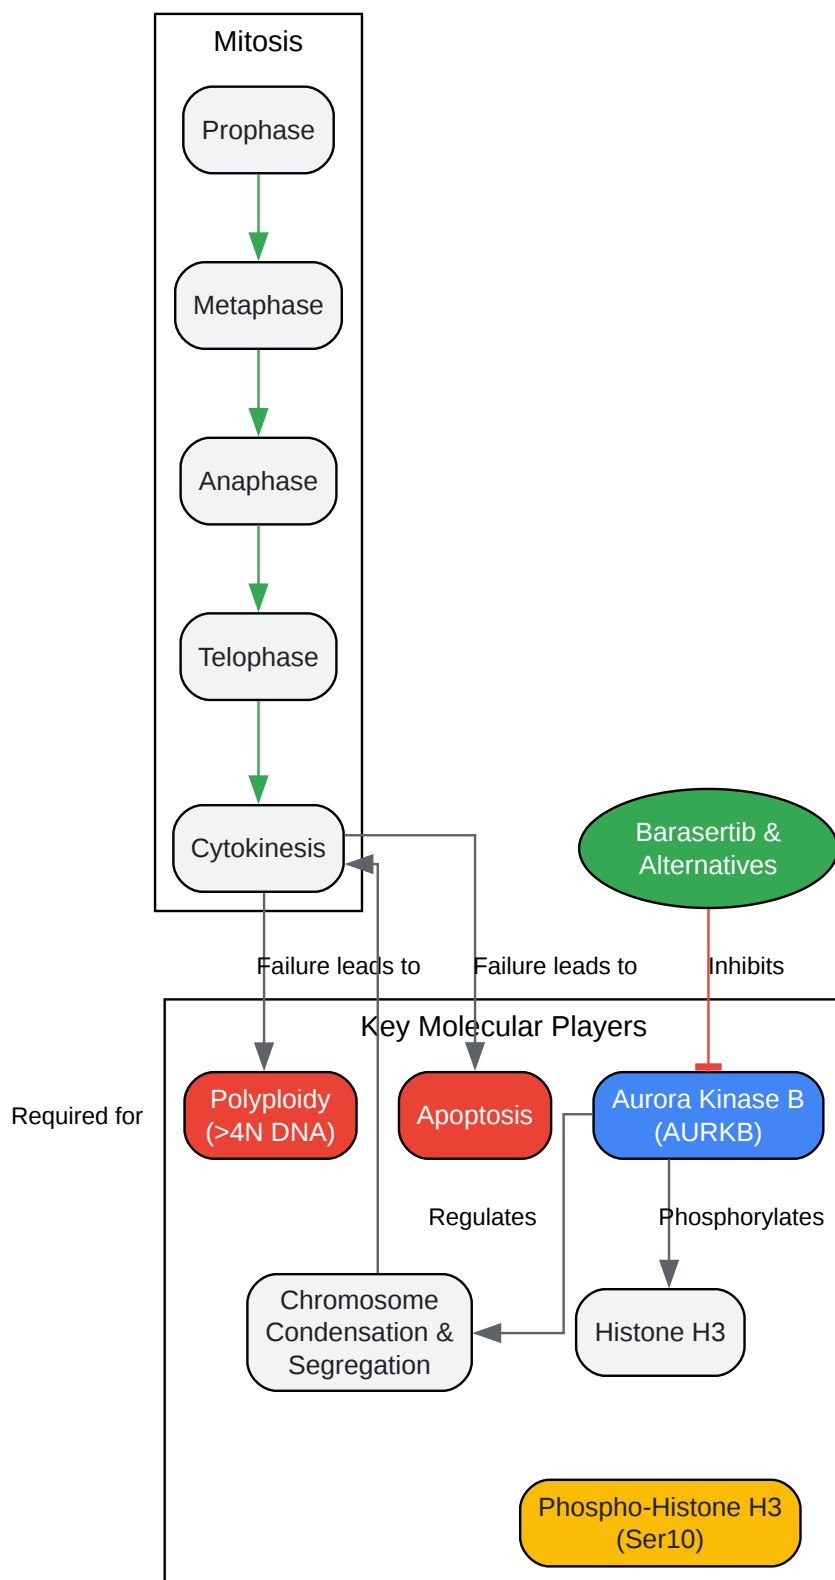 Mitosis
Prophase
Metaphase
Anaphase
Telophase
Cytokinesis
Barasertib &
Alternatives
Failure leads to
Failure leads to
Inhibits
Key Molecular Players
Required for
Polyploidy
(>4N DNA)
Apoptosis
Aurora Kinase B
(AURKB)
Regulates
Phosphorylates
Chromosome
Condensation &
Segregation
Histone H3
Phospho-Histone H3
(Ser10)